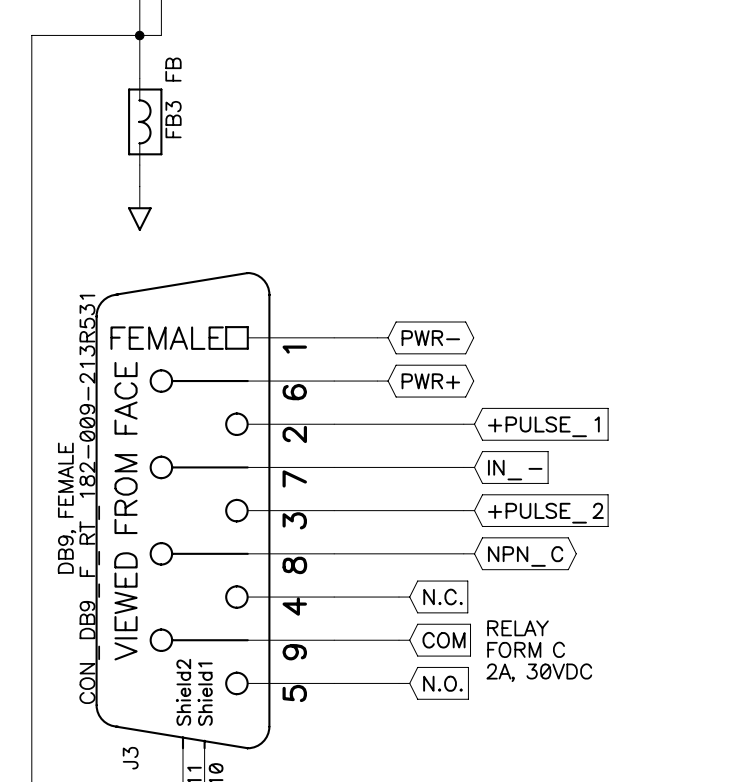 FB3 FB
CON DB9 F RT 182-009-213R531
DB9, FEMALE
FEMALE
VIEWED FROM FACE
1 PWR-
6 PWR+
2 +PULSE_1
7 IN_-
3 +PULSE_2
8 NPN_C
4 N.C.
9 COM
5 N.O.
RELAY
FORM C
2A, 30VDC
Shield2
Shield1
J3
11
10